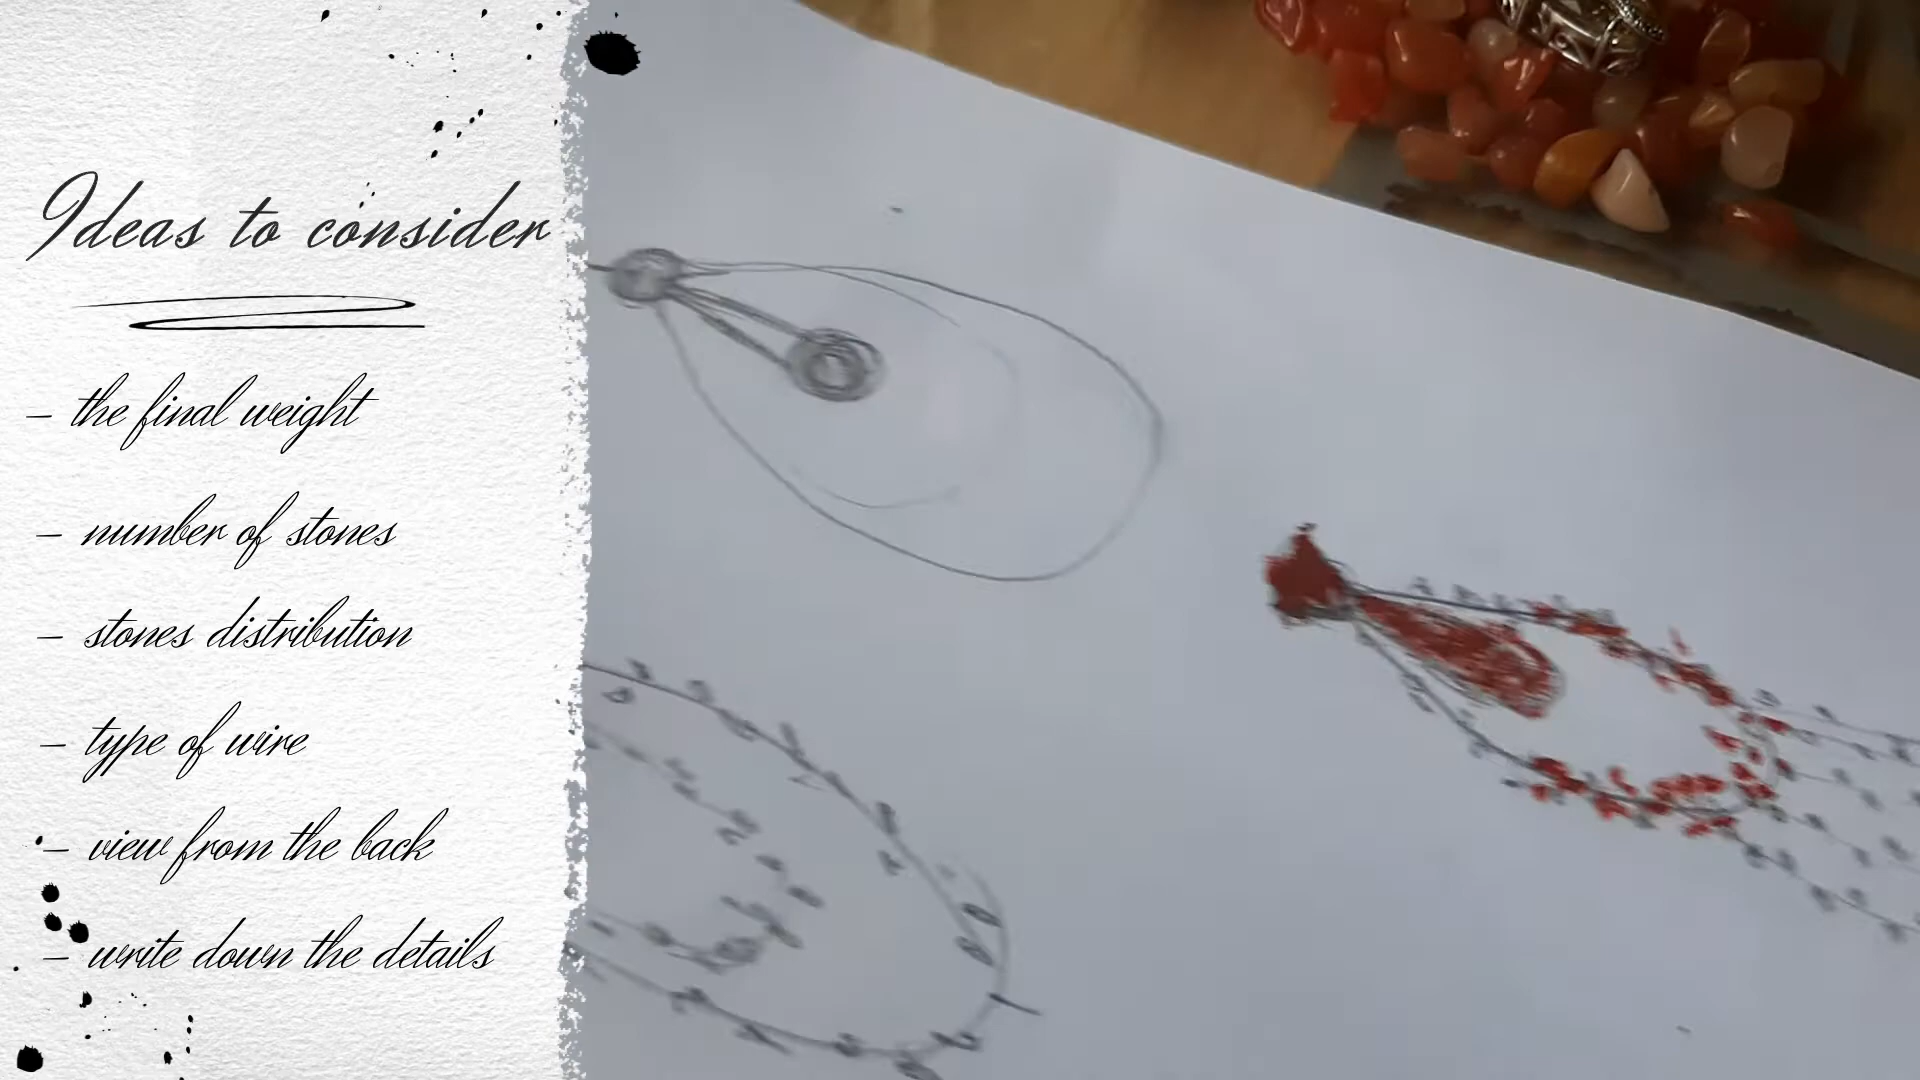 Ideas to consider
- the final weight
- number of stones
- stones distribution
- type of wire
- view from the back
- write down the details